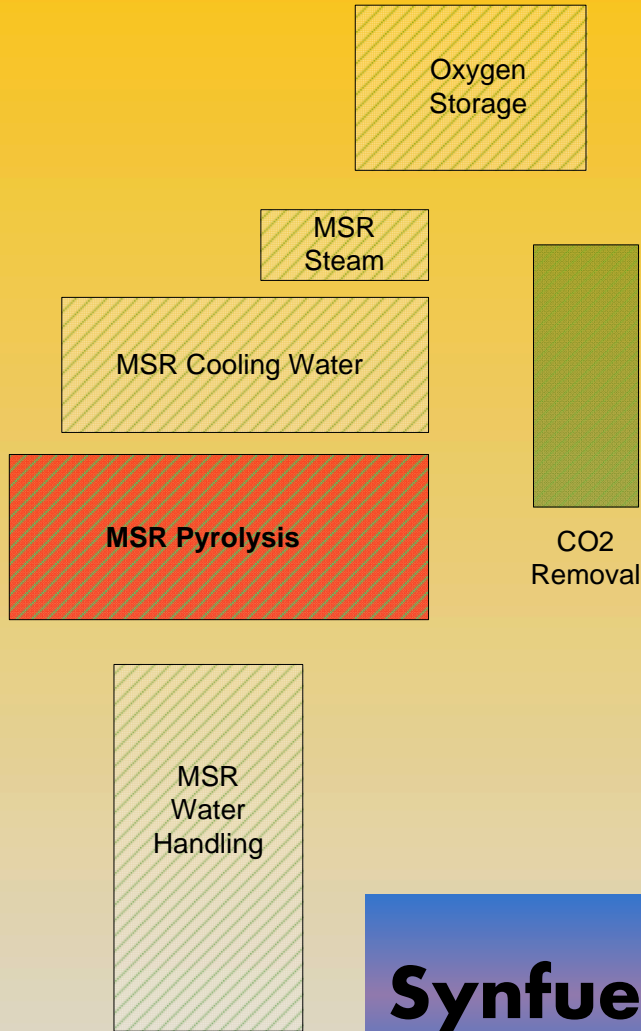 Oxygen
Storage
MSR
Steam
MSR Cooling Water
MSR Pyrolysis
CO2
Removal
MSR
Water
Handling
Synfue